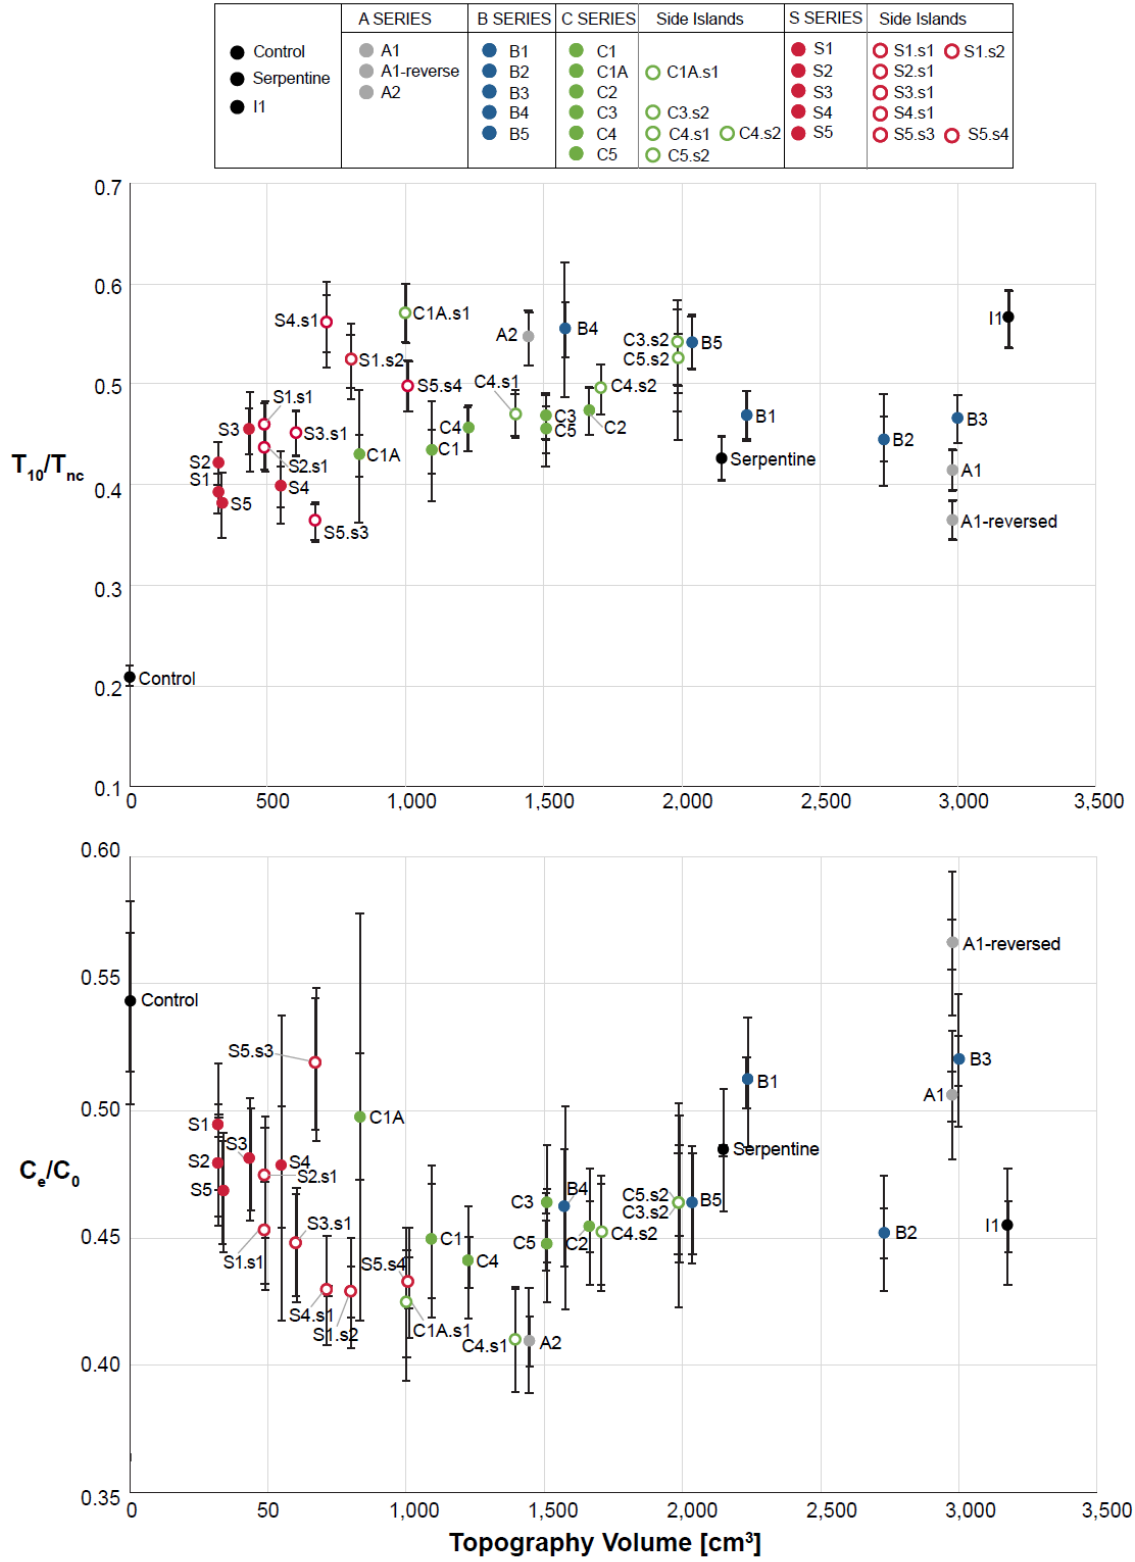 A SERIES B SERIES C SERIES Side Islands S SERIES Side Islands
Control A1 B1 C1 S1 S1.s1 S1.s2
Serpentine A1-reverse B2 C1A C1A.s1 S2 S2.s1
I1 A2 B3 C2 S3 S3.s1
B4 C3 C3.s2 S4 S4.s1
B5 C4 C4.s1 C4.s2 S5 S5.s3 S5.s4
C5 C5.s2
0.7
0.6
0.5
0.4
0.3
0.2
0.1
T10/Tnc
S4.s1
C1A.s1
I1
A2
B4
C3.s2
B5
S1.s2
C5.s2
S5.s4
C4.s1
C4.s2
S1.s1
S3
S3.s1
C4
C3
C5
C2
B1
B3
S2.s1
C1
C1A
Serpentine
B2
S2
S1
S4
S5
A1
S5.s3
A1-reversed
Control
0 500 1,000 1,500 2,000 2,500 3,000 3,500
0.60
0.55
0.50
0.45
0.40
0.35
Ce/C0
A1-reversed
Control
S5.s3
B3
B1
A1
S1
C1A
S3
Serpentine
S2
S4
S2.s1
S5
C3
B4
C5.s2
C3.s2
B5
S3.s1
S1.s1
C1
C5
C2
C4.s2
B2
I1
S5.s4
C4
S4.s1
S1.s2
C1A.s1
C4.s1
A2
0 50 1,000 1,500 2,000 2,500 3,000 3,500
Topography Volume [cm³]